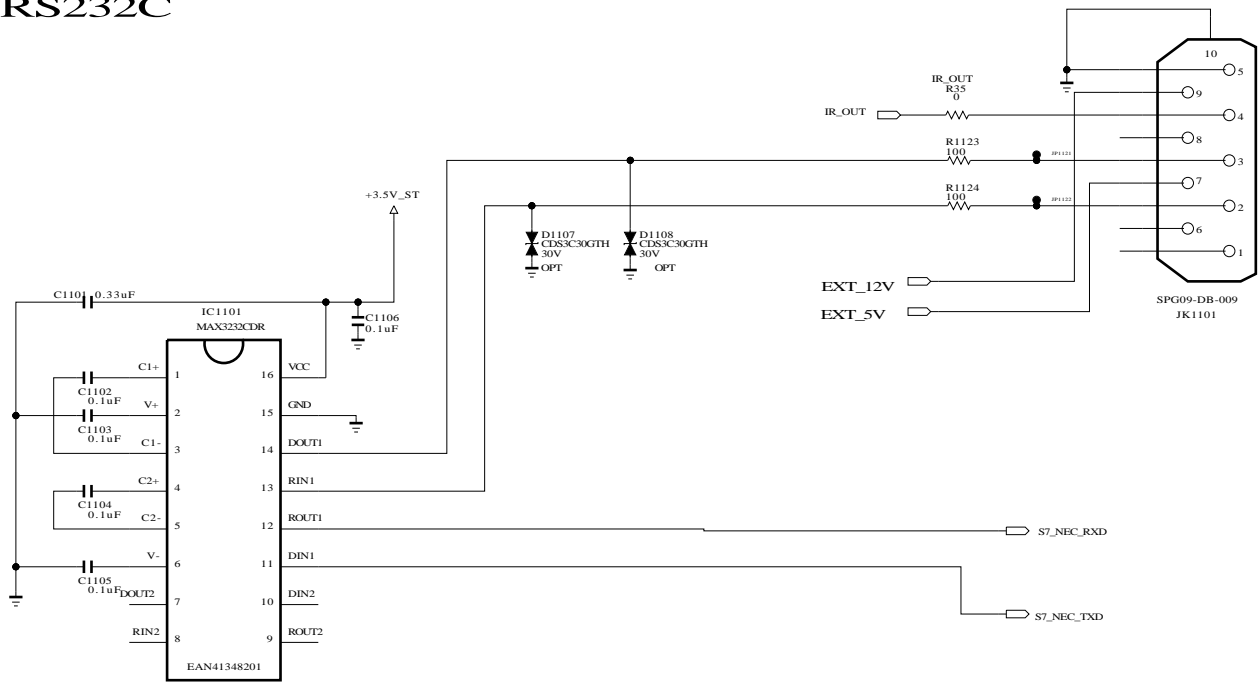 RS232C
10
5
IR_OUT
R35
0
9
IR_OUT
4
8
R1123
100
JP1121
3
7
R1124
100
JP1122
2
+3.5V_ST
6
D1107
CDS3C30GTH
30V
OPT
D1108
CDS3C30GTH
30V
OPT
1
EXT_12V
EXT_5V
SPG09-DB-009
JK1101
C1101 0.33uF
C1106
0.1uF
IC1101
MAX3232CDR
C1+ 1 16 VCC
C1102
0.1uF
V+ 2 15 GND
C1103
0.1uF
C1- 3 14 DOUT1
C2+ 4 13 RIN1
C1104
0.1uF
C2- 5 12 ROUT1
S7_NEC_RXD
V- 6 11 DIN1
C1105
0.1uF
DOUT2 7 10 DIN2
S7_NEC_TXD
RIN2 8 9 ROUT2
EAN41348201